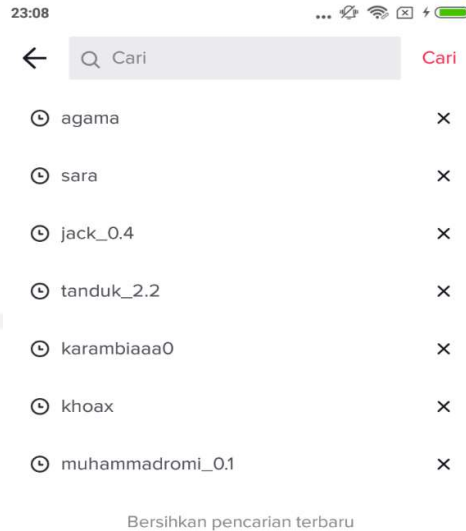 23:08
Cari
Cari
agama
sara
jack_0.4
tanduk_2.2
karambiaaa0
khoax
muhammadromi_0.1
Bersihkan pencarian terbaru